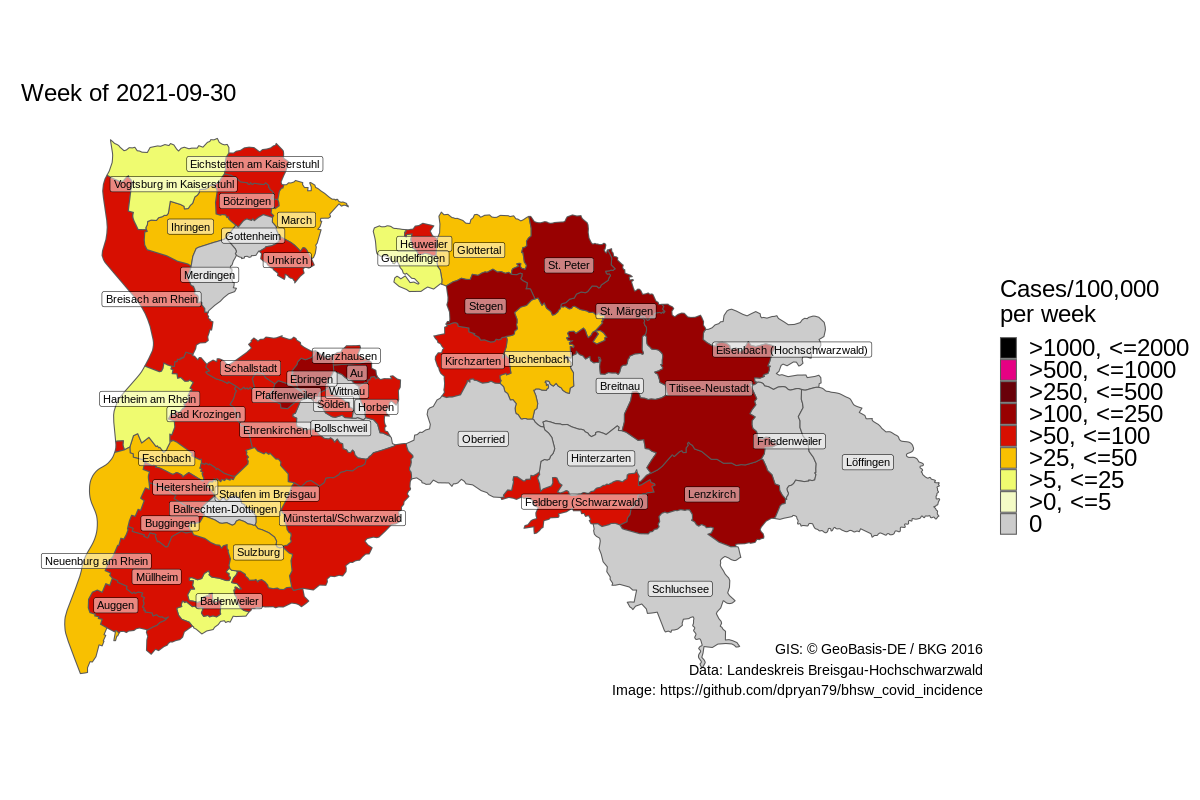 Week of 2021-09-30
Eichstetten am Kaiserstuhl
Vogtsburg im Kaiserstuhl
Bötzingen
March
Ihringen
Gottenheim
Umkirch
Merdingen
Breisach am Rhein
Heuweiler
Glottertal
Gundelfingen
St. Peter
Stegen
St. Märgen
Eisenbach (Hochschwarzwald)
Kirchzarten
Buchenbach
Breitnau
Titisee-Neustadt
Merzhausen
Schallstadt
Ebringen
Au
Pfaffenweiler
Wittnau
Sölden
Horben
Hartheim am Rhein
Bad Krozingen
Ehrenkirchen
Bollschweil
Oberried
Friedenweiler
Hinterzarten
Löffingen
Eschbach
Heitersheim
Staufen im Breisgau
Lenzkirch
Feldberg (Schwarzwald)
Ballrechten-Dottingen
Buggingen
Münstertal/Schwarzwald
Sulzburg
Neuenburg am Rhein
Müllheim
Schluchsee
Auggen
Badenweiler
Cases/100,000
per week
>1000, <=2000
>500, <=1000
>250, <=500
>100, <=250
>50, <=100
>25, <=50
>5, <=25
>0, <=5
0
GIS: © GeoBasis-DE / BKG 2016
Data: Landeskreis Breisgau-Hochschwarzwald
Image: https://github.com/dpryan79/bhsw_covid_incidence